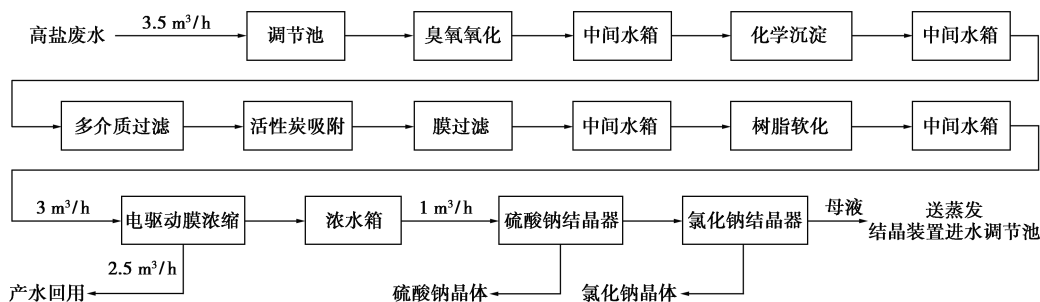 高盐废水
3.5 m³/h
调节池
臭氧氧化
中间水箱
化学沉淀
中间水箱
多介质过滤
活性炭吸附
膜过滤
中间水箱
树脂软化
中间水箱
3 m³/h
电驱动膜浓缩
浓水箱
1 m³/h
硫酸钠结晶器
氯化钠结晶器
母液
送蒸发
结晶装置进水调节池
2.5 m³/h
产水回用
硫酸钠晶体
氯化钠晶体